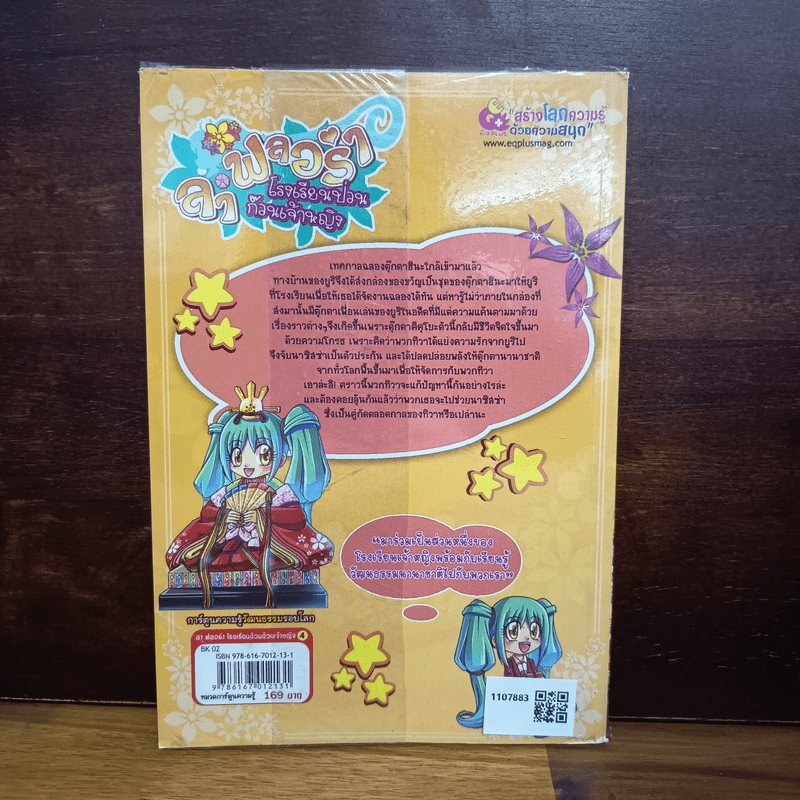 ลา ฟลอร่า
โรงเรียนป่วน
ก๊วนเจ้าหญิง
"สร้างโลกความรู้
ด้วยความสนุก"
www.eqplusmag.com
เทศกาลฉลองตุ๊กตาฮินะใกล้เข้ามาแล้ว
ทางบ้านของยูริจึงได้ส่งกล่องของขวัญเป็นชุดของตุ๊กตาฮินะมาให้ยูริ
ที่โรงเรียนเพื่อให้เธอได้จัดงานฉลองได้ทัน แต่หารู้ไม่ว่าภายในกล่องที่
ส่งมานั้นมีตุ๊กตาเพื่อนเล่นของยูริในอดีตที่มีแต่ความแค้นตามมาด้วย
เรื่องราวต่างๆจึงเกิดขึ้นเพราะตุ๊กตาคิคุโยะตัวนี้กลับมีชีวิตจิตใจขึ้นมา
ด้วยความโกรธ เพราะคิดว่าพวกทิวาได้แย่งความรักจากยูริไป
จึงจับนาซิสซ่าเป็นตัวประกัน และได้ปลดปล่อยพลังให้ตุ๊กตานานาชาติ
จากทั่วโลกฟื้นขึ้นมาเพื่อให้จัดการกับพวกทิวา
เอาล่ะสิ! คราวนี้พวกทิวาจะแก้ปัญหานี้กันอย่างไรล่ะ
และต้องคอยลุ้นกันแล้วว่าพวกเธอจะไปช่วยนาซิสซ่า
ซึ่งเป็นคู่กัดตลอดกาลของทิวาหรือเปล่านะ
"มาร่วมเป็นส่วนหนึ่งของ
โรงเรียนเจ้าหญิงพร้อมกับเรียนรู้
วัฒนธรรมนานาชาติไปกับพวกเรา"
การ์ตูนความรู้วัฒนธรรมรอบโลก
ลา ฟลอร่า โรงเรียนป่วนก๊วนเจ้าหญิง 4
BK 02
ISBN 978-616-7012-13-1
9 786167 012131
หมวดการ์ตูนความรู้ 169 บาท
1107883